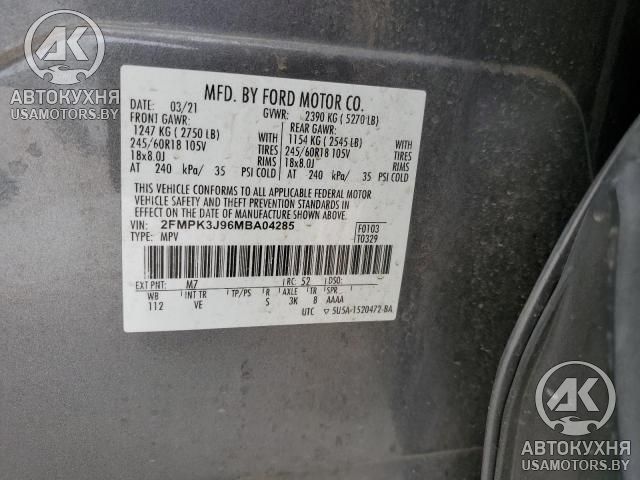 АК
АВТОКУХНЯ
USAMOTORS.BY
MFD. BY FORD MOTOR CO.
DATE: 03/21 GVWR: 2390 KG ( 5270 LB)
FRONT GAWR: REAR GAWR:
1247 KG ( 2750 LB) WITH 1154 KG ( 2545 LB) WITH
245/60R18 105V TIRES 245/60R18 105V TIRES
18x8.0J RIMS 18x8.0J RIMS
AT 240 kPa/ 35 PSI COLD AT 240 kPa/ 35 PSI COLD
THIS VEHICLE CONFORMS TO ALL APPLICABLE FEDERAL MOTOR
VEHICLE SAFETY AND THEFT PREVENTION STANDARDS IN
EFFECT ON THE DATE OF MANUFACTURE SHOWN ABOVE.
VIN: 2FMPK3J96MBA04285 F0103
TYPE: MPV T0329
EXT PNT: M7 RC: 52 DSO:
WB INT TR TP/PS R AXLE TR SPR
112 VE S 3K 8 AAAA
UTC ▽ 5U5A-1520472-BA
АК
АВТОКУХНЯ
USAMOTORS.BY